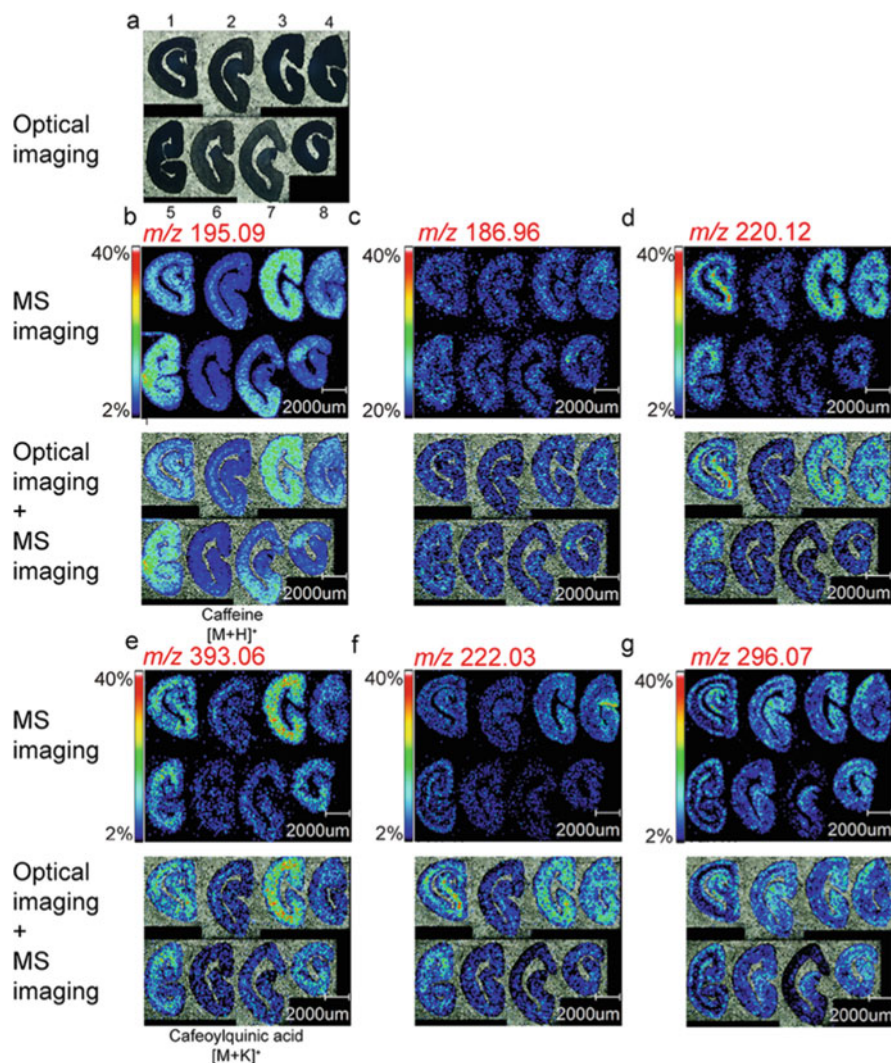 a
1 2 3 4
Optical
imaging
5 6 7 8
b
m/z 195.09
c
m/z 186.96
d
m/z 220.12
MS
imaging
40%
2%
2000um
40%
20%
2000um
40%
2%
2000um
Optical
imaging
+
MS
imaging
2000um
2000um
2000um
Caffeine
[M+H]⁺
e
m/z 393.06
f
m/z 222.03
g
m/z 296.07
MS
imaging
40%
2%
2000um
40%
2%
2000um
40%
2%
2000um
Optical
imaging
+
MS
imaging
2000um
2000um
2000um
Cafeoylquinic acid
[M+K]⁺